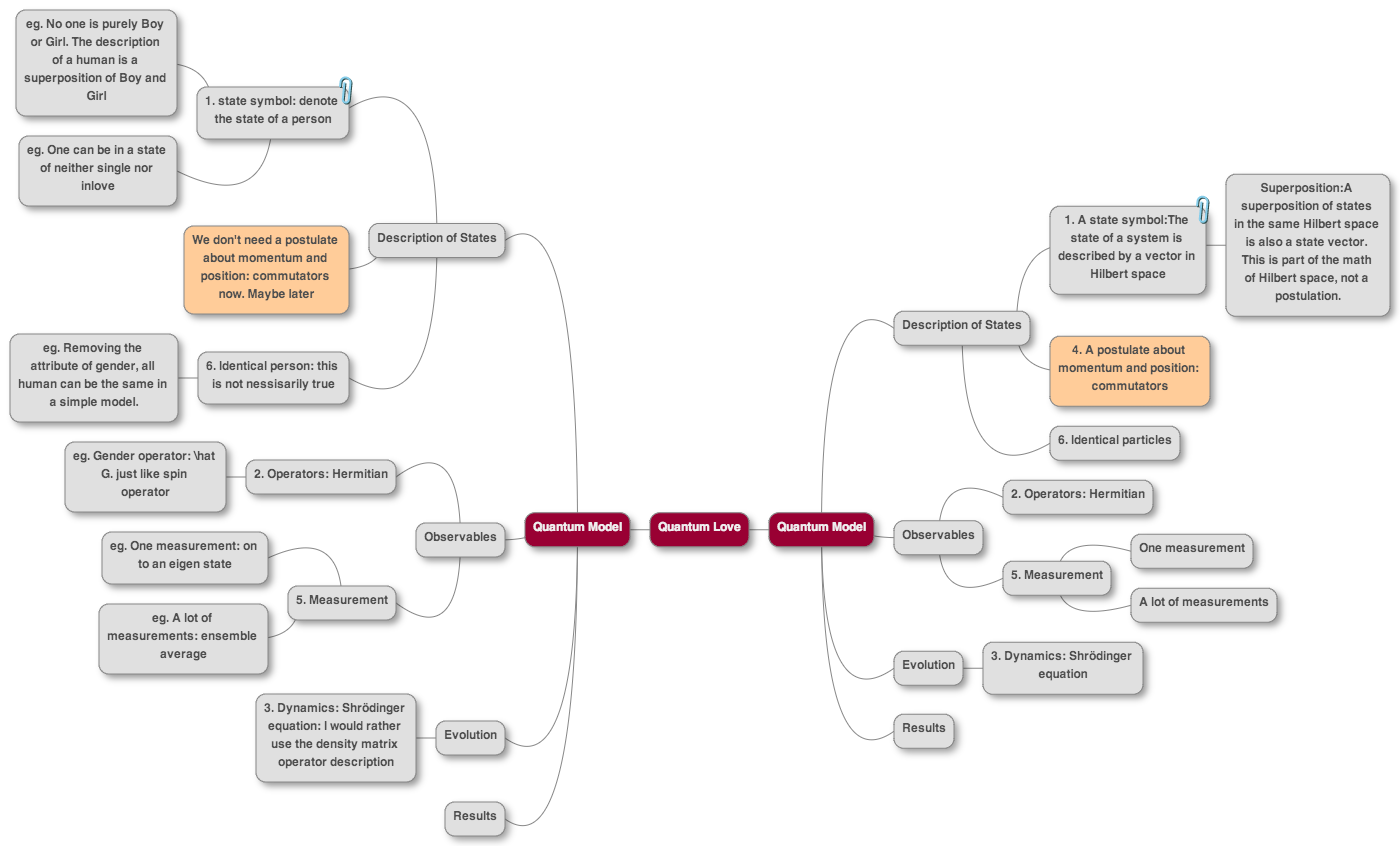 eg. No one is purely Boy
or Girl. The description
of a human is a
superposition of Boy and
Girl
1. state symbol: denote
the state of a person
eg. One can be in a state
of neither single nor
inlove
We don't need a postulate
about momentum and
position: commutators
now. Maybe later
Description of States
eg. Removing the
attribute of gender, all
human can be the same in
a simple model.
6. Identical person: this
is not nessisarily true
eg. Gender operator: \hat
G. just like spin
operator
2. Operators: Hermitian
Observables
eg. One measurement: on
to an eigen state
5. Measurement
eg. A lot of
measurements: ensemble
average
3. Dynamics: Shrödinger
equation: I would rather
use the density matrix
operator description
Evolution
Results
Quantum Model
Quantum Love
Quantum Model
Description of States
1. A state symbol:The
state of a system is
described by a vector in
Hilbert space
Superposition:A
superposition of states
in the same Hilbert space
is also a state vector.
This is part of the math
of Hilbert space, not a
postulation.
4. A postulate about
momentum and position:
commutators
6. Identical particles
Observables
2. Operators: Hermitian
5. Measurement
One measurement
A lot of measurements
Evolution
3. Dynamics: Shrödinger
equation
Results